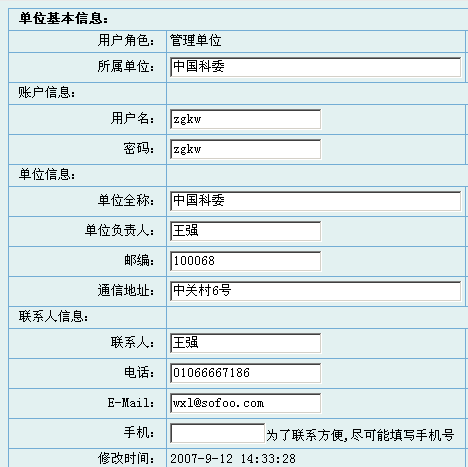 单位基本信息:
用户角色: 管理单位
所属单位: 中国科委
账户信息:
用户名: zgkw
密码: zgkw
单位信息:
单位全称: 中国科委
单位负责人: 王强
邮编: 100068
通信地址: 中关村6号
联系人信息:
联系人: 王强
电话: 01066667186
E-Mail: wxl@sofoo.com
手机: 为了联系方便,尽可能填写手机号
修改时间: 2007-9-12 14:33:28